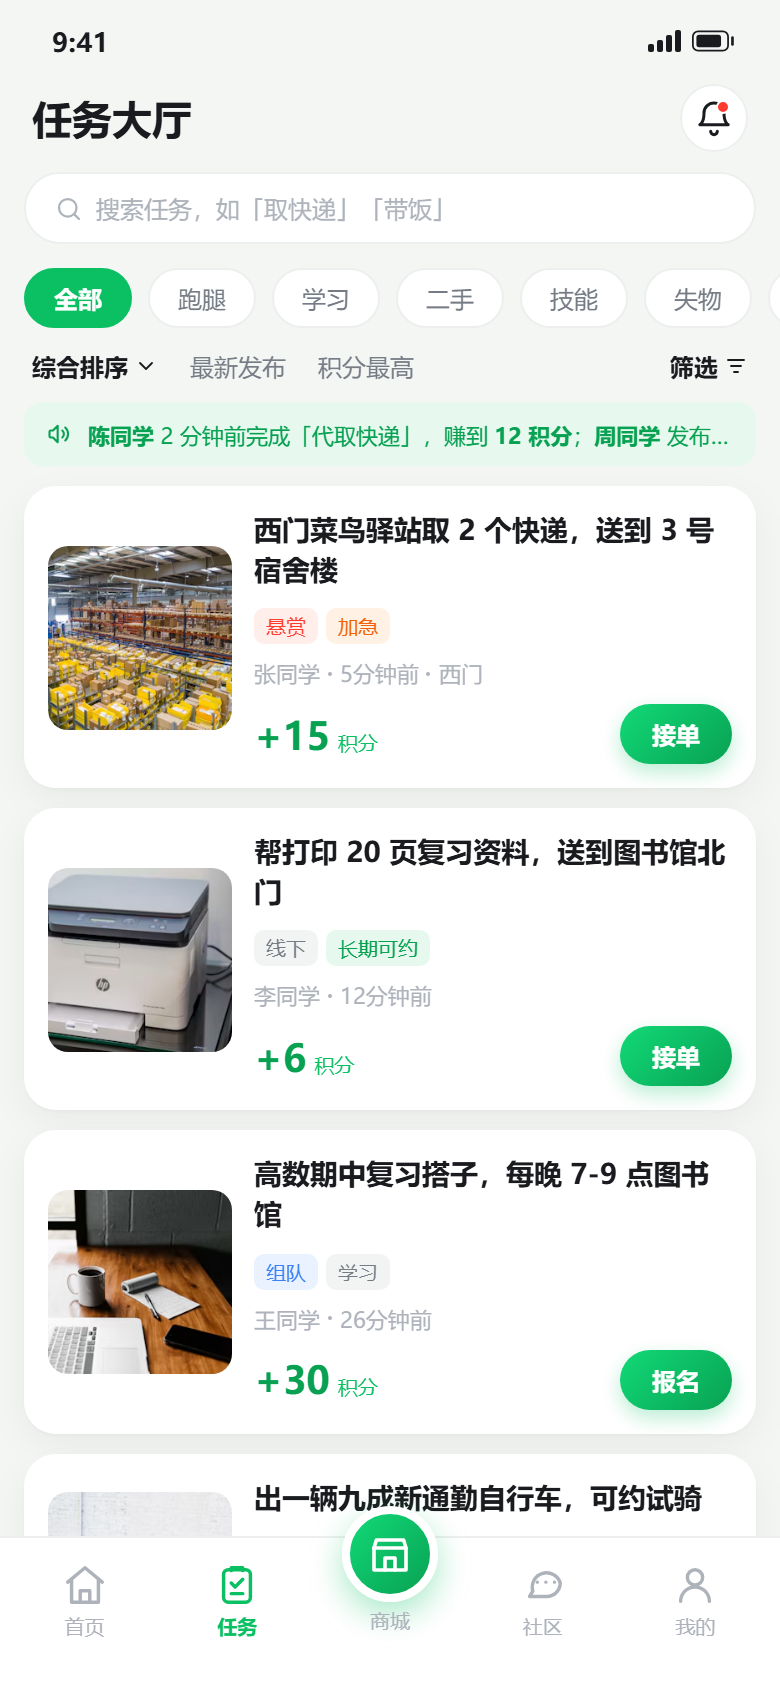 9:41
任务大厅
搜索任务，如「取快递」「带饭」
全部 跑腿 学习 二手 技能 失物
综合排序 最新发布 积分最高 筛选
陈同学 2 分钟前完成「代取快递」，赚到 12 积分；周同学 发布...
西门菜鸟驿站取 2 个快递，送到 3 号
宿舍楼
悬赏 加急
张同学 · 5分钟前 · 西门
+15 积分 接单
帮打印 20 页复习资料，送到图书馆北
门
线下 长期可约
李同学 · 12分钟前
+6 积分 接单
hp
高数期中复习搭子，每晚 7-9 点图书
馆
组队 学习
王同学 · 26分钟前
+30 积分 报名
出一辆九成新通勤自行车，可约试骑
首页 任务 商城 社区 我的